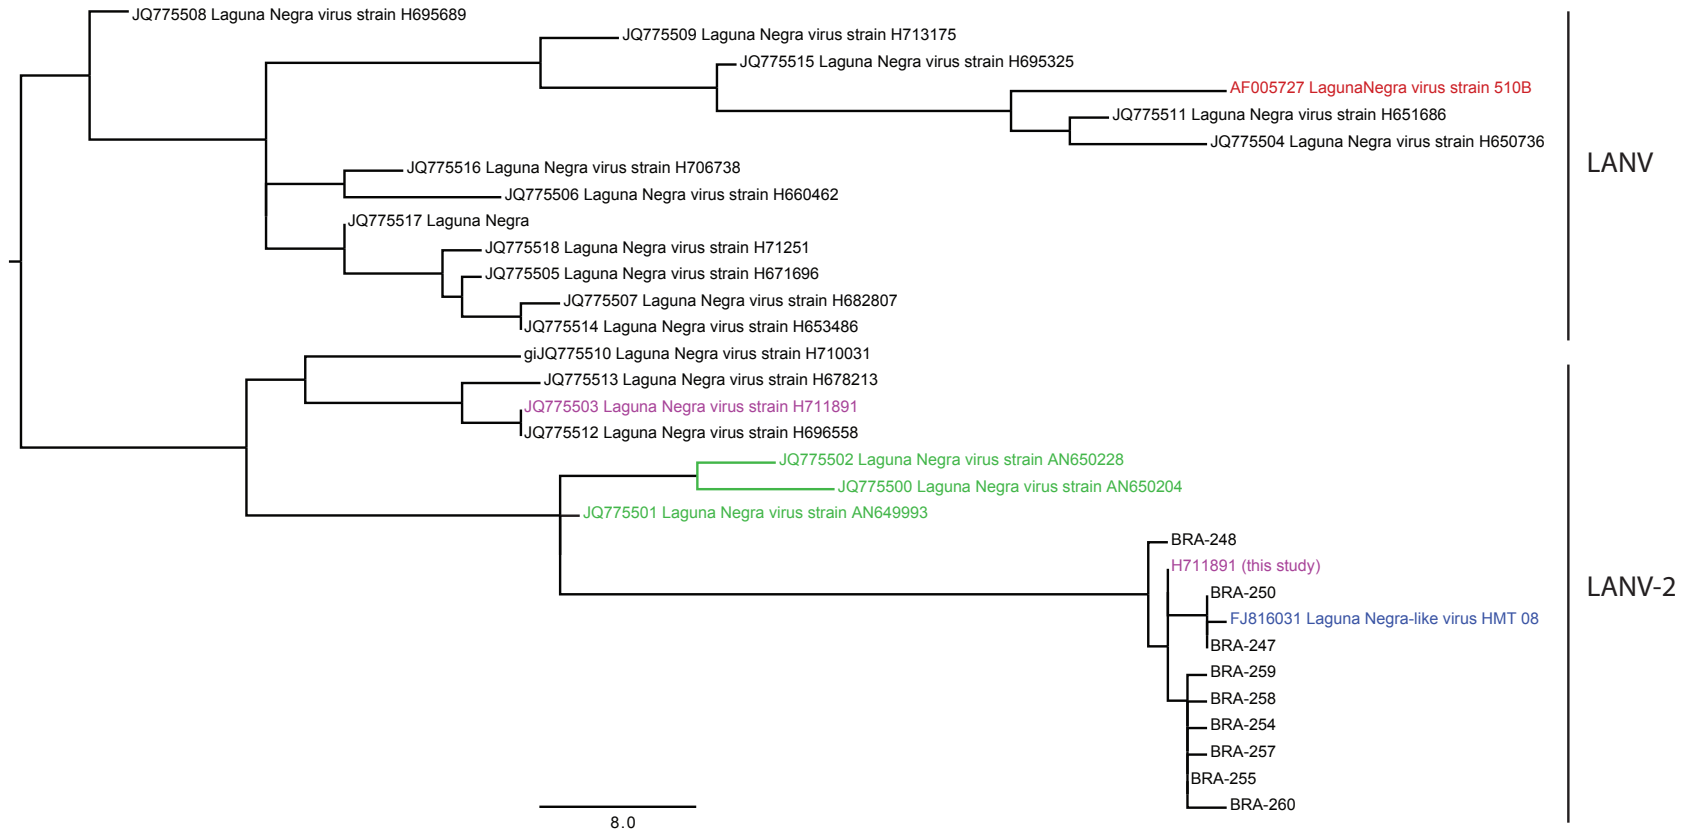 JQ775508 Laguna Negra virus strain H695689
JQ775509 Laguna Negra virus strain H713175
JQ775515 Laguna Negra virus strain H695325
AF005727 LagunaNegra virus strain 510B
JQ775511 Laguna Negra virus strain H651686
JQ775504 Laguna Negra virus strain H650736
LANV
JQ775516 Laguna Negra virus strain H706738
JQ775506 Laguna Negra virus strain H660462
JQ775517 Laguna Negra
JQ775518 Laguna Negra virus strain H71251
JQ775505 Laguna Negra virus strain H671696
JQ775507 Laguna Negra virus strain H682807
JQ775514 Laguna Negra virus strain H653486
giJQ775510 Laguna Negra virus strain H710031
JQ775513 Laguna Negra virus strain H678213
JQ775503 Laguna Negra virus strain H711891
JQ775512 Laguna Negra virus strain H696558
JQ775502 Laguna Negra virus strain AN650228
JQ775500 Laguna Negra virus strain AN650204
JQ775501 Laguna Negra virus strain AN649993
BRA-248
H711891 (this study)
LANV-2
BRA-250
FJ816031 Laguna Negra-like virus HMT 08
BRA-247
BRA-259
BRA-258
BRA-254
BRA-257
BRA-255
BRA-260
8.0